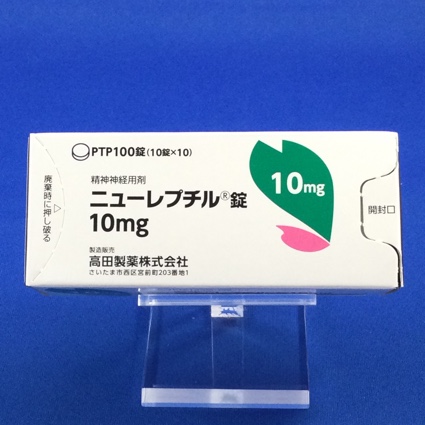 PTP100錠(10錠×10)
精神神経用剤
ニューレプチル®錠
10mg
製造販売
高田製薬株式会社
さいたま市西区宮前町203番地1
10mg
廃棄時に押し破る
開封口